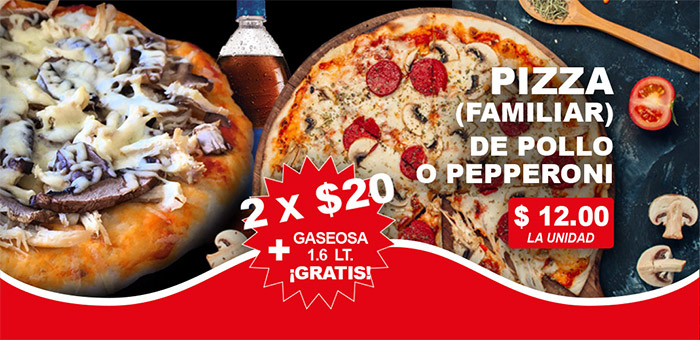 PIZZA
(FAMILIAR)
DE POLLO
O PEPPERONI
$ 12.00
LA UNIDAD
2 x $20
+ GASEOSA
1.6 LT.
¡GRATIS!